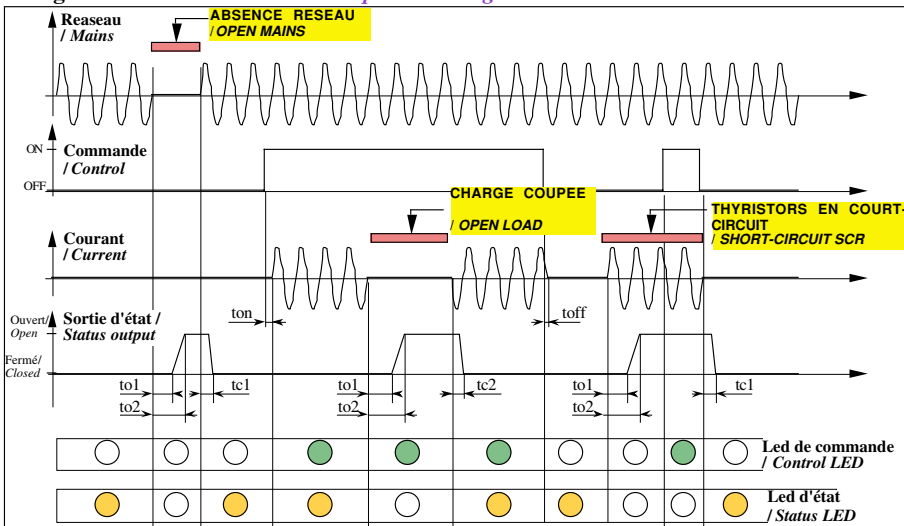 Reaseau
/ Mains
ABSENCE RESEAU
/OPEN MAINS
ON
OFF
Commande
/ Control
CHARGE COUPEE
/ OPEN LOAD
THYRISTORS EN COURT-
CIRCUIT
/ SHORT-CIRCUIT SCR
Courant
/ Current
ton
toff
Ouvert/
Open
Sortie d'état /
Status output
Fermé/
Closed
to1
tc1
to1
tc2
to1
tc1
to2
to2
to2
Led de commande
/ Control LED
Led d'état
/ Status LED